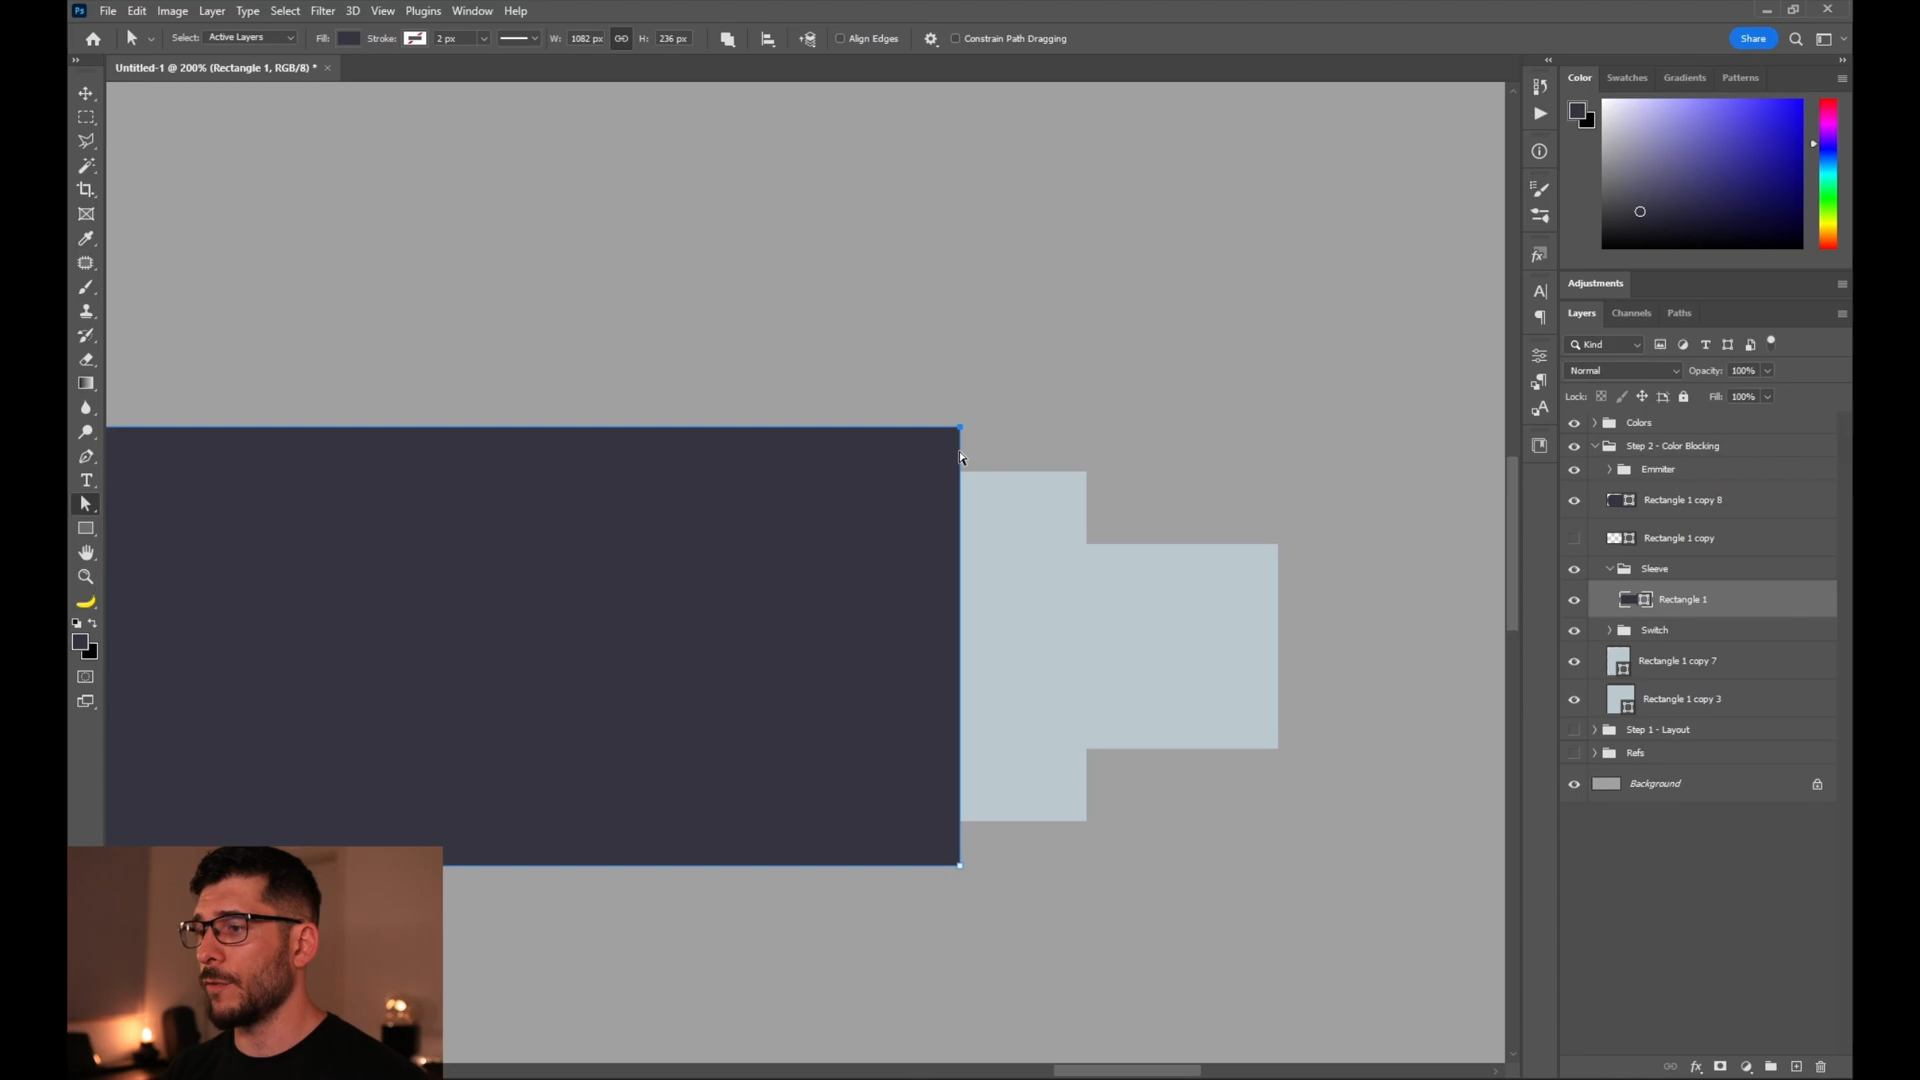 Ps File Edit Image Layer Type Select Filter 3D View Plugins Window Help
Select: Active Layers Fill: Stroke: 2 px W: 1082 px H: 236 px Align Edges Constrain Path Dragging Share
Untitled-1 @ 200% (Rectangle 1, RGB/8) *
Color Swatches Gradients Patterns
Adjustments
Layers Channels Paths
Kind
Normal Opacity: 100%
Lock: Fill: 100%
Colors
Step 2 - Color Blocking
Emmiter
Rectangle 1 copy 8
Rectangle 1 copy
Sleeve
Rectangle 1
Switch
Rectangle 1 copy 7
Rectangle 1 copy 3
Step 1 - Layout
Refs
Background